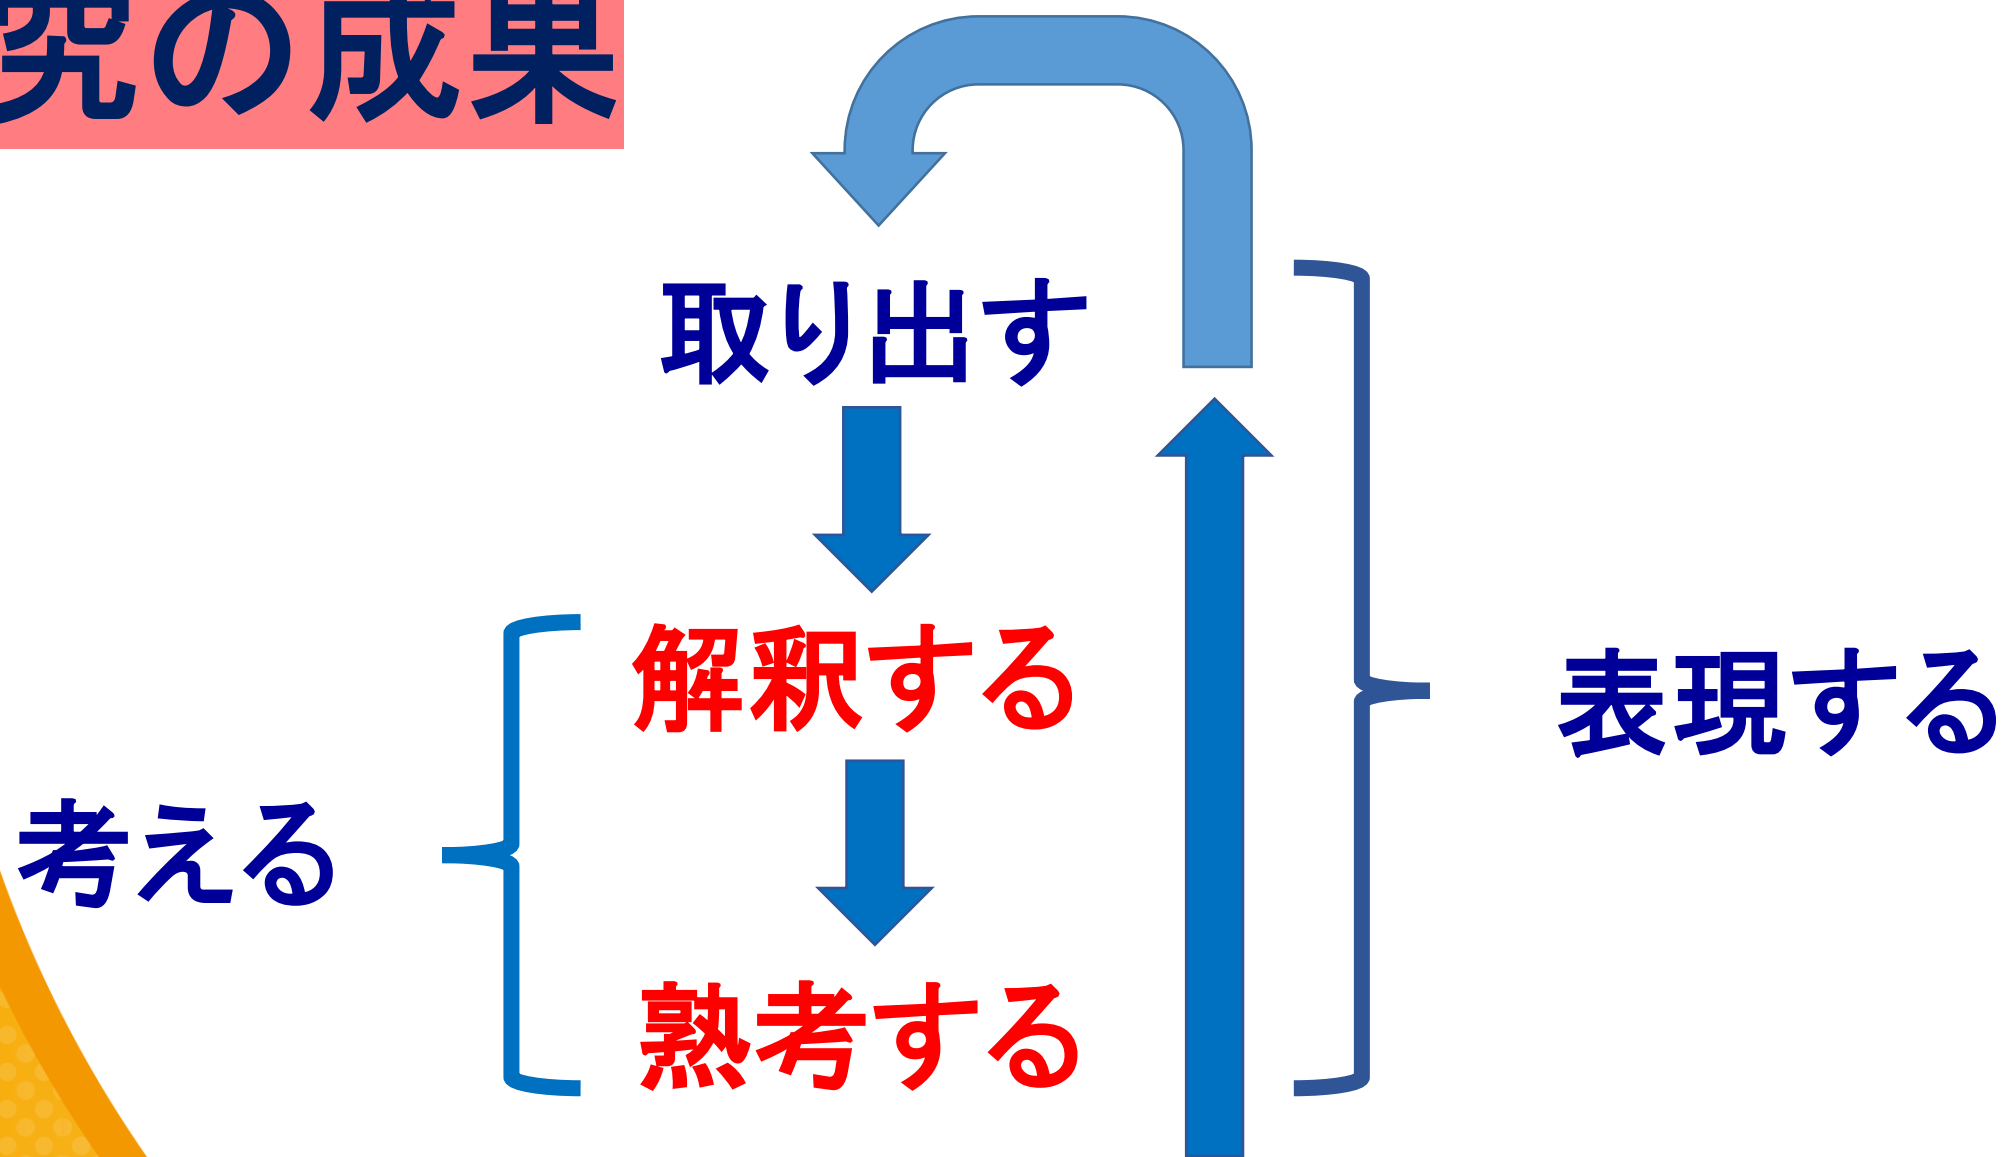 究の成果
取り出す
解釈する
表現する
考える
熟考する